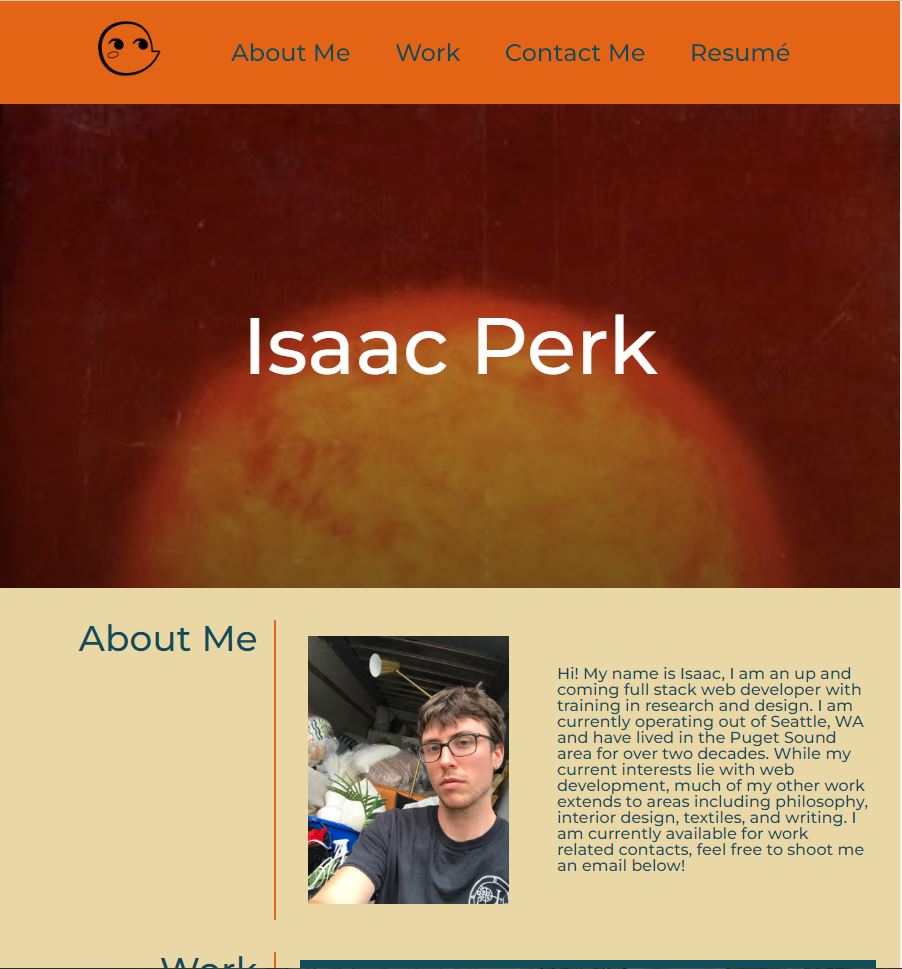 About Me Work Contact Me Resumé
Isaac Perk
About Me
Hi! My name is Isaac, I am an up and
coming full stack web developer with
training in research and design. I am
currently operating out of Seattle, WA
and have lived in the Puget Sound
area for over two decades. While my
current interests lie with web
development, much of my other work
extends to areas including philosophy,
interior design, textiles, and writing. I
am currently available for work
related contacts, feel free to shoot me
an email below!
Work